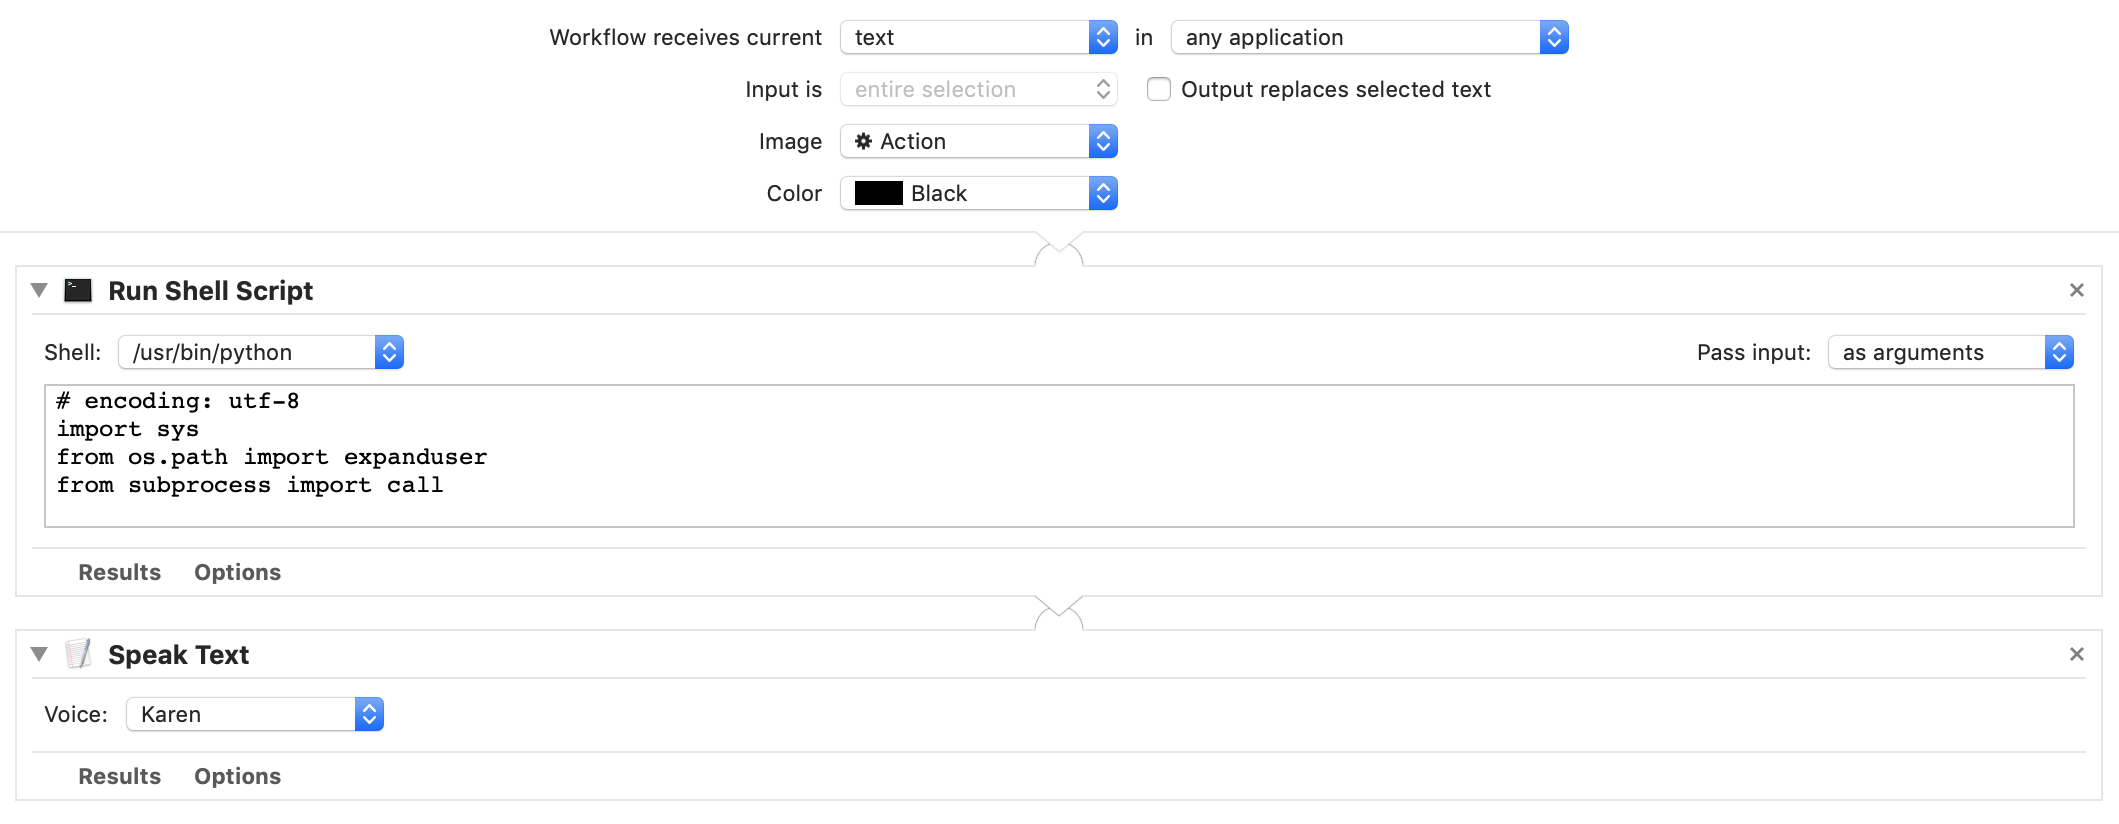 Workflow receives current text in any application
Input is entire selection Output replaces selected text
Image Action
Color Black
Run Shell Script
Shell: /usr/bin/python Pass input: as arguments
# encoding: utf-8
import sys
from os.path import expanduser
from subprocess import call
Results Options
Speak Text
Voice: Karen
Results Options